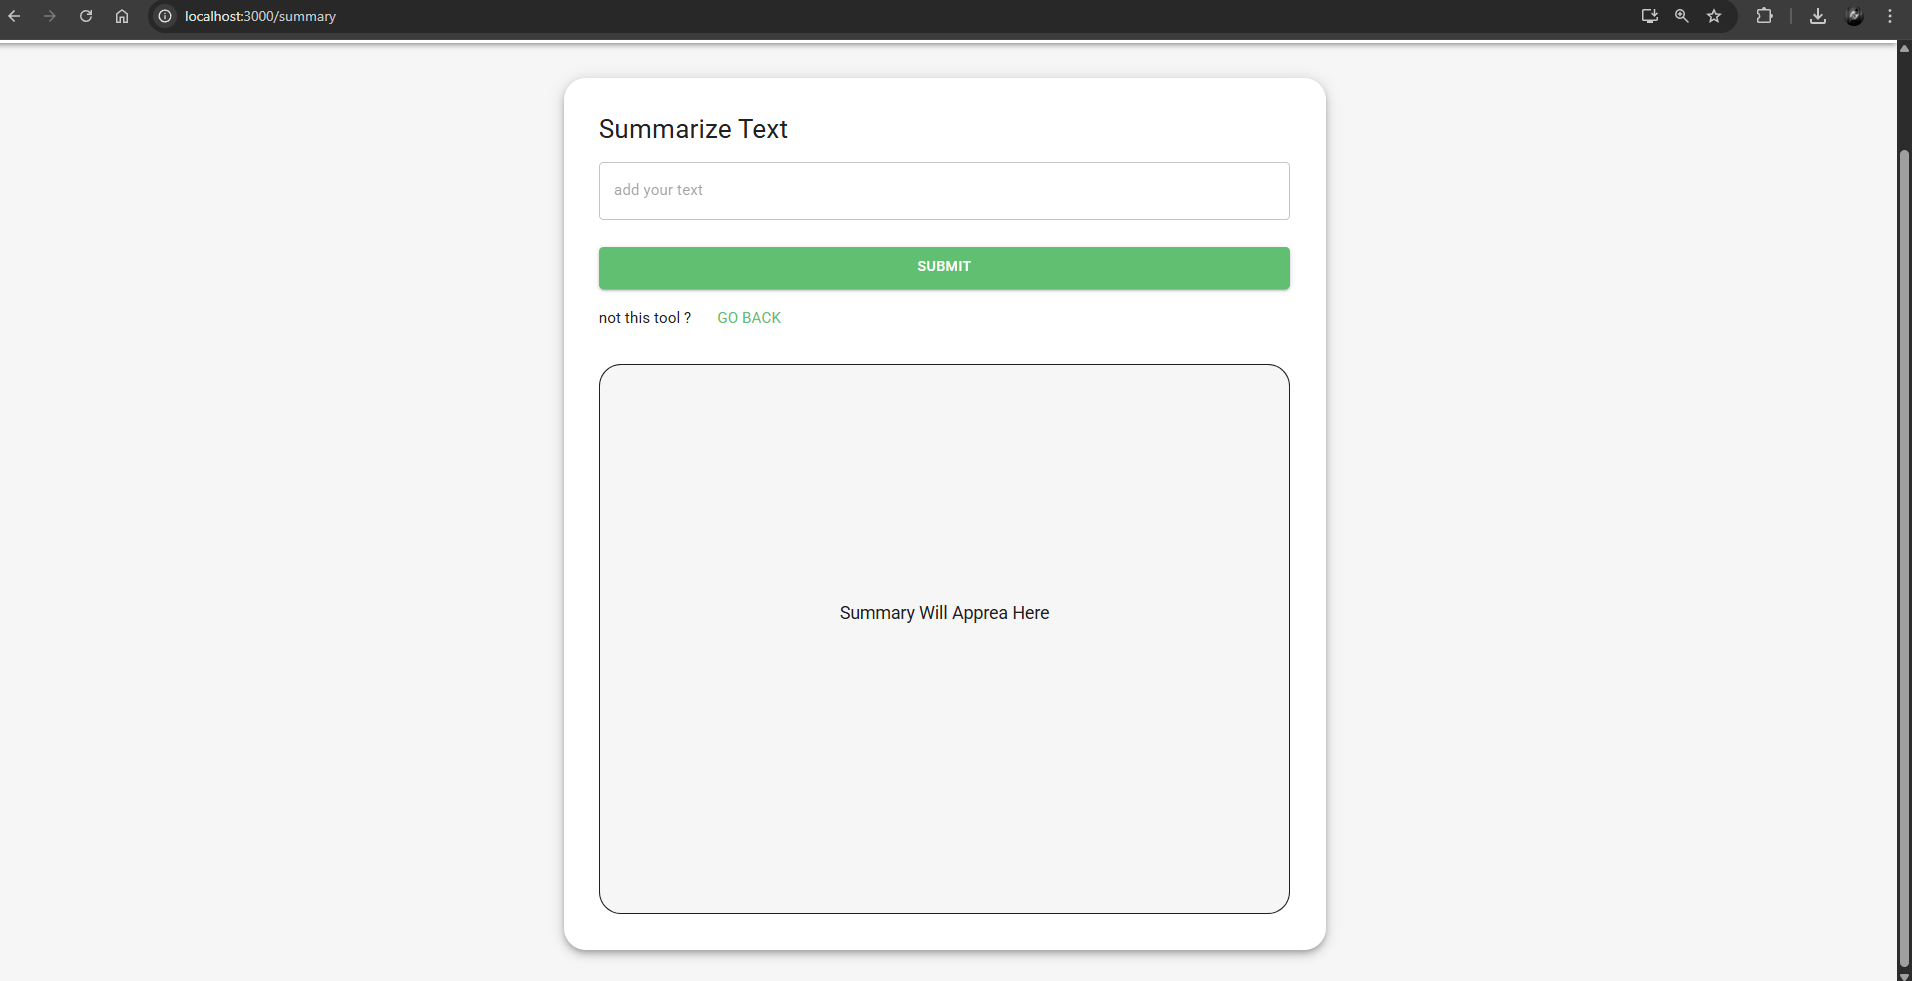 localhost:3000/summary
Summarize Text
add your text
SUBMIT
not this tool ? GO BACK
Summary Will Apprea Here